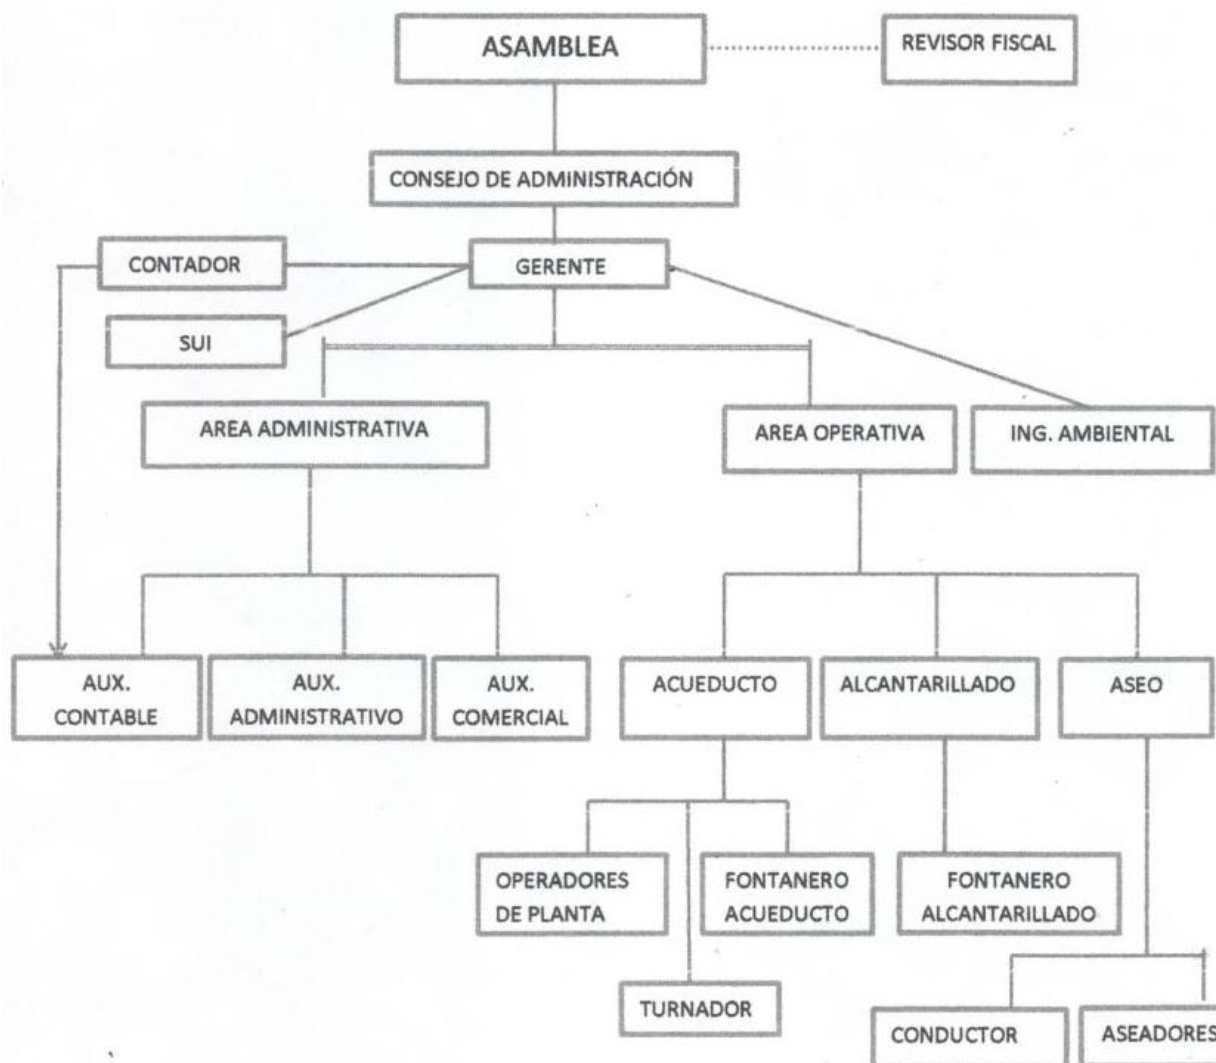 ASAMBLEA
REVISOR FISCAL
CONSEJO DE ADMINISTRACIÓN
CONTADOR
GERENTE
SUI
AREA ADMINISTRATIVA
AREA OPERATIVA
ING. AMBIENTAL
AUX.
CONTABLE
AUX.
ADMINISTRATIVO
AUX.
COMERCIAL
ACUEDUCTO
ALCANTARILLADO
ASEO
OPERADORES
DE PLANTA
FONTANERO
ACUEDUCTO
FONTANERO
ALCANTARILLADO
TURNADOR
CONDUCTOR
ASEADORES